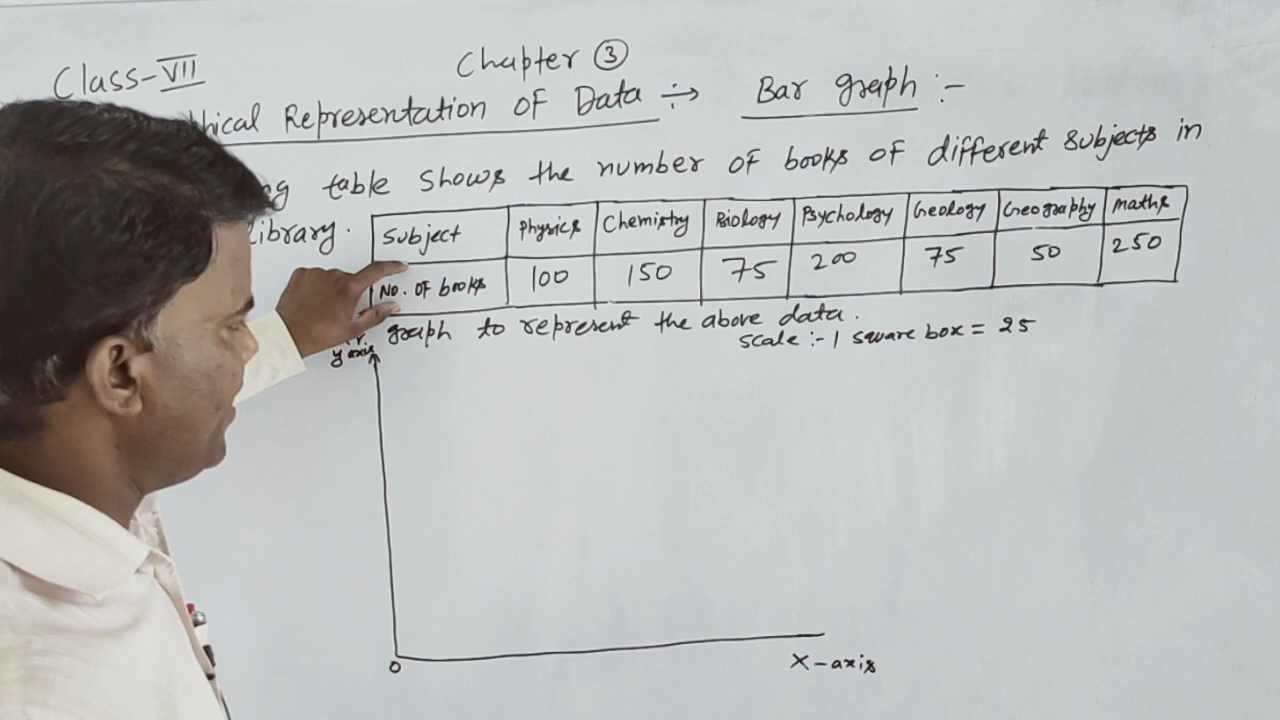 Class-VII Chapter ③
hical Representation of Data ÷→ Bar graph :-
ng table shows the number of books of different subjects in
Library.
Subject Physics Chemistry Biology Psychology Geology Geography Maths
No. of books 100 150 75 200 75 50 250
graph to represent the above data.
scale :- 1 sware box = 25
y axis
0 X-axis